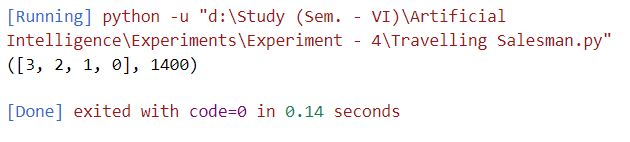 [Running] python -u "d:\Study (Sem. - VI)\Artificial
Intelligence\Experiments\Experiment - 4\Travelling Salesman.py"
([3, 2, 1, 0], 1400)
[Done] exited with code=0 in 0.14 seconds